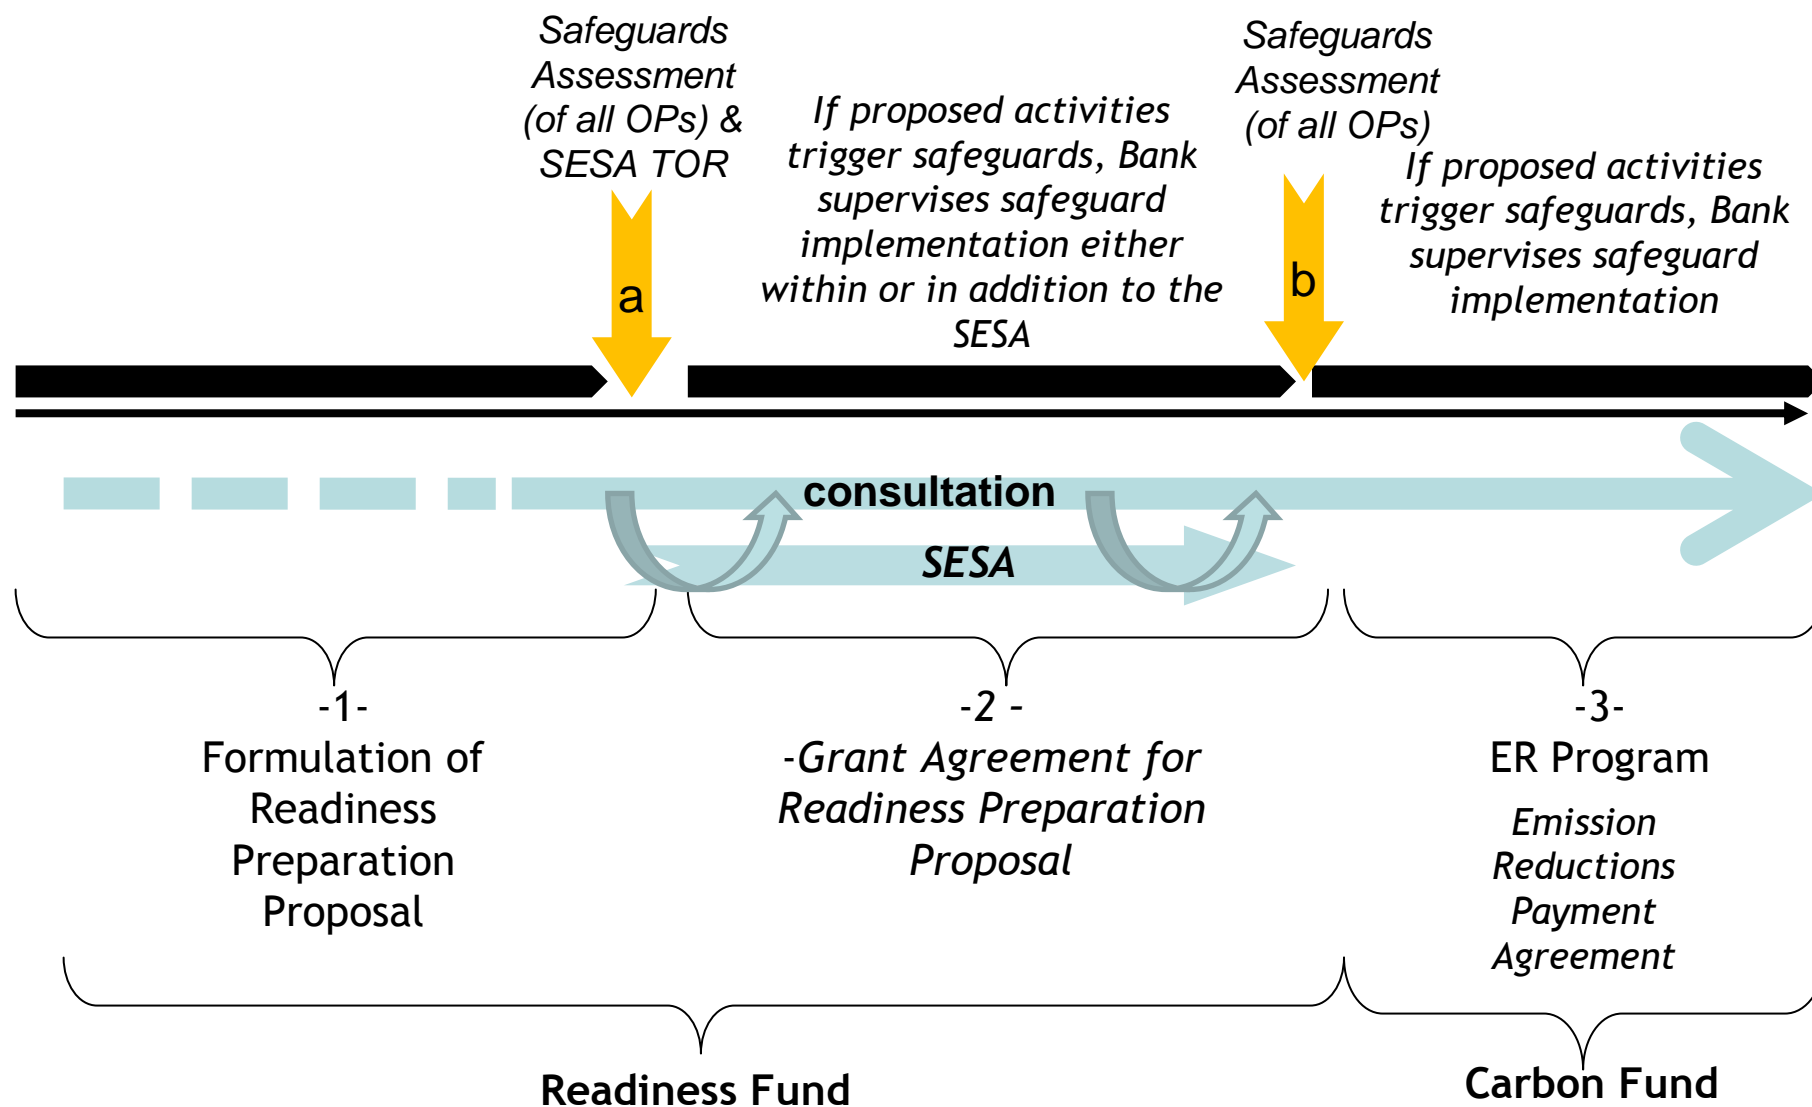 Safeguards
Assessment
(of all OPs) &
SESA TOR
If proposed activities
trigger safeguards, Bank
supervises safeguard
implementation either
within or in addition to the
SESA
Safeguards
Assessment
(of all OPs)
If proposed activities
trigger safeguards, Bank
supervises safeguard
implementation
a
b
consultation
SESA
-1-
Formulation of
Readiness
Preparation
Proposal
-2 -
-Grant Agreement for
Readiness Preparation
Proposal
-3-
ER Program
Emission
Reductions
Payment
Agreement
Readiness Fund
Carbon Fund